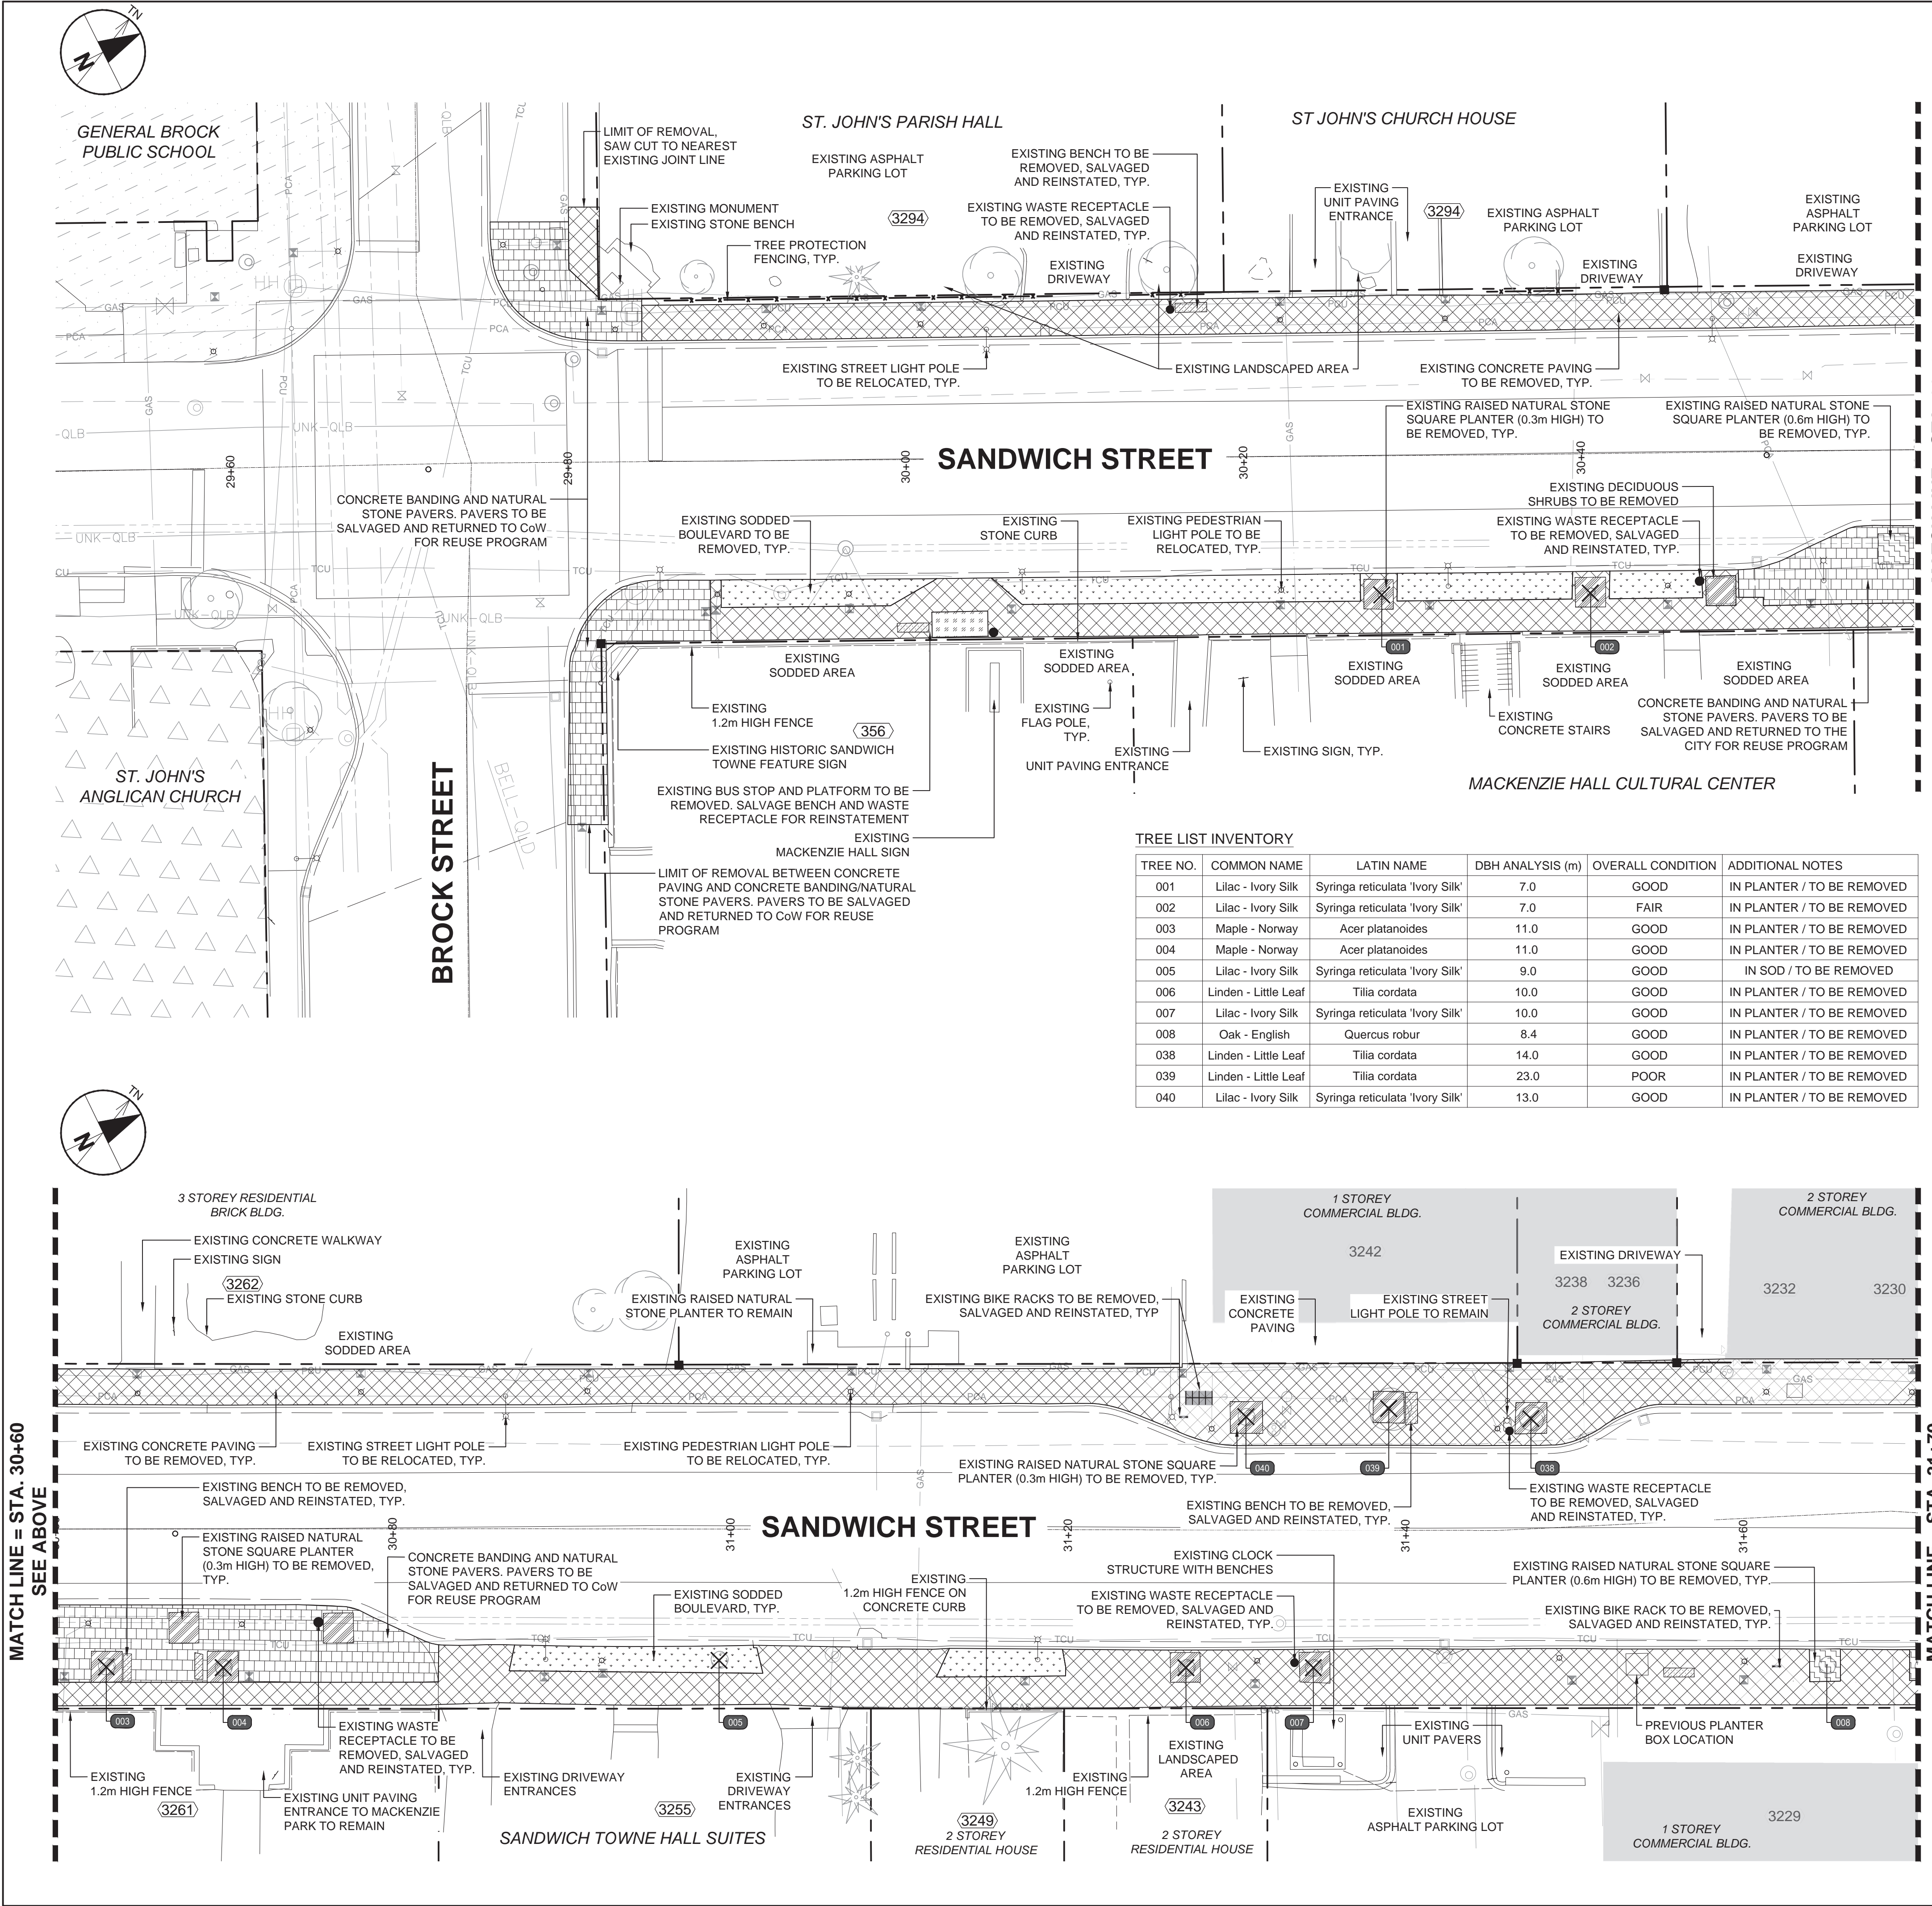 TN
N
GENERAL BROCK
PUBLIC SCHOOL
LIMIT OF REMOVAL,
SAW CUT TO NEAREST
EXISTING JOINT LINE
ST. JOHN'S PARISH HALL
EXISTING ASPHALT
PARKING LOT
EXISTING BENCH TO BE
REMOVED, SALVAGED
AND REINSTATED, TYP.
ST JOHN'S CHURCH HOUSE
EXISTING MONUMENT
EXISTING STONE BENCH
TREE PROTECTION
FENCING, TYP.
3294
EXISTING WASTE RECEPTACLE
TO BE REMOVED, SALVAGED
AND REINSTATED, TYP.
EXISTING
DRIVEWAY
EXISTING
UNIT PAVING
ENTRANCE
3294
EXISTING ASPHALT
PARKING LOT
EXISTING
DRIVEWAY
EXISTING
ASPHALT
PARKING LOT
EXISTING
DRIVEWAY
EXISTING STREET LIGHT POLE
TO BE RELOCATED, TYP.
EXISTING LANDSCAPED AREA
EXISTING CONCRETE PAVING
TO BE REMOVED, TYP.
EXISTING RAISED NATURAL STONE
SQUARE PLANTER (0.3m HIGH) TO
BE REMOVED, TYP.
EXISTING RAISED NATURAL STONE
SQUARE PLANTER (0.6m HIGH) TO
BE REMOVED, TYP.
29+60
29+80
30+00
SANDWICH STREET
30+20
30+40
CONCRETE BANDING AND NATURAL
STONE PAVERS. PAVERS TO BE
SALVAGED AND RETURNED TO CoW
FOR REUSE PROGRAM
EXISTING SODDED
BOULEVARD TO BE
REMOVED, TYP.
EXISTING
STONE CURB
EXISTING PEDESTRIAN
LIGHT POLE TO BE
RELOCATED, TYP.
EXISTING DECIDUOUS
SHRUBS TO BE REMOVED
EXISTING WASTE RECEPTACLE
TO BE REMOVED, SALVAGED
AND REINSTATED, TYP.
UNK-QLB
UNK-QLB
UNK-QLB
UNK-QLB
BELL-QLD
GAS
PCA
PCU
TCU
001
002
EXISTING
SODDED AREA
EXISTING
SODDED AREA
EXISTING
SODDED AREA
EXISTING
SODDED AREA
EXISTING
SODDED AREA
EXISTING
1.2m HIGH FENCE
356
EXISTING
FLAG POLE,
TYP.
EXISTING
UNIT PAVING ENTRANCE
EXISTING SIGN, TYP.
EXISTING
CONCRETE STAIRS
CONCRETE BANDING AND NATURAL
STONE PAVERS. PAVERS TO BE
SALVAGED AND RETURNED TO THE
CITY FOR REUSE PROGRAM
EXISTING HISTORIC SANDWICH
TOWNE FEATURE SIGN
ST. JOHN'S
ANGLICAN CHURCH
BROCK STREET
MACKENZIE HALL CULTURAL CENTER
EXISTING BUS STOP AND PLATFORM TO BE
REMOVED. SALVAGE BENCH AND WASTE
RECEPTACLE FOR REINSTATEMENT
EXISTING
MACKENZIE HALL SIGN
LIMIT OF REMOVAL BETWEEN CONCRETE
PAVING AND CONCRETE BANDING/NATURAL
STONE PAVERS. PAVERS TO BE SALVAGED
AND RETURNED TO CoW FOR REUSE
PROGRAM
TREE LIST INVENTORY
TREE NO. COMMON NAME LATIN NAME DBH ANALYSIS (m) OVERALL CONDITION ADDITIONAL NOTES
001 Lilac - Ivory Silk Syringa reticulata 'Ivory Silk' 7.0 GOOD IN PLANTER / TO BE REMOVED
002 Lilac - Ivory Silk Syringa reticulata 'Ivory Silk' 7.0 FAIR IN PLANTER / TO BE REMOVED
003 Maple - Norway Acer platanoides 11.0 GOOD IN PLANTER / TO BE REMOVED
004 Maple - Norway Acer platanoides 11.0 GOOD IN PLANTER / TO BE REMOVED
005 Lilac - Ivory Silk Syringa reticulata 'Ivory Silk' 9.0 GOOD IN SOD / TO BE REMOVED
006 Linden - Little Leaf Tilia cordata 10.0 GOOD IN PLANTER / TO BE REMOVED
007 Lilac - Ivory Silk Syringa reticulata 'Ivory Silk' 10.0 GOOD IN PLANTER / TO BE REMOVED
008 Oak - English Quercus robur 8.4 GOOD IN PLANTER / TO BE REMOVED
038 Linden - Little Leaf Tilia cordata 14.0 GOOD IN PLANTER / TO BE REMOVED
039 Linden - Little Leaf Tilia cordata 23.0 POOR IN PLANTER / TO BE REMOVED
040 Lilac - Ivory Silk Syringa reticulata 'Ivory Silk' 13.0 GOOD IN PLANTER / TO BE REMOVED
TN
N
3 STOREY RESIDENTIAL
BRICK BLDG.
EXISTING CONCRETE WALKWAY
EXISTING SIGN
3262
EXISTING STONE CURB
EXISTING
SODDED AREA
EXISTING
ASPHALT
PARKING LOT
EXISTING RAISED NATURAL
STONE PLANTER TO REMAIN
EXISTING
ASPHALT
PARKING LOT
EXISTING BIKE RACKS TO BE REMOVED,
SALVAGED AND REINSTATED, TYP
1 STOREY
COMMERCIAL BLDG.
3242
EXISTING
CONCRETE
PAVING
EXISTING STREET
LIGHT POLE TO REMAIN
EXISTING DRIVEWAY
3238 3236
2 STOREY
COMMERCIAL BLDG.
2 STOREY
COMMERCIAL BLDG.
3232 3230
EXISTING CONCRETE PAVING
TO BE REMOVED, TYP.
EXISTING STREET LIGHT POLE
TO BE RELOCATED, TYP.
EXISTING PEDESTRIAN LIGHT POLE
TO BE RELOCATED, TYP.
EXISTING RAISED NATURAL STONE SQUARE
PLANTER (0.3m HIGH) TO BE REMOVED, TYP.
040
039
038
EXISTING BENCH TO BE REMOVED,
SALVAGED AND REINSTATED, TYP.
EXISTING WASTE RECEPTACLE
TO BE REMOVED, SALVAGED
AND REINSTATED, TYP.
MATCH LINE = STA. 30+60
SEE ABOVE
EXISTING BENCH TO BE REMOVED,
SALVAGED AND REINSTATED, TYP.
30+80
31+00
SANDWICH STREET
31+20
31+40
31+60
EXISTING RAISED NATURAL
STONE SQUARE PLANTER
(0.3m HIGH) TO BE REMOVED,
TYP.
CONCRETE BANDING AND NATURAL
STONE PAVERS. PAVERS TO BE
SALVAGED AND RETURNED TO CoW
FOR REUSE PROGRAM
EXISTING SODDED
BOULEVARD, TYP.
EXISTING
1.2m HIGH FENCE ON
CONCRETE CURB
EXISTING CLOCK
STRUCTURE WITH BENCHES
EXISTING WASTE RECEPTACLE
TO BE REMOVED, SALVAGED AND
REINSTATED, TYP.
EXISTING RAISED NATURAL STONE SQUARE
PLANTER (0.6m HIGH) TO BE REMOVED, TYP.
EXISTING BIKE RACK TO BE REMOVED,
SALVAGED AND REINSTATED, TYP.
003
004
005
006
007
008
EXISTING
1.2m HIGH FENCE
3261
EXISTING WASTE
RECEPTACLE TO BE
REMOVED, SALVAGED
AND REINSTATED, TYP.
EXISTING UNIT PAVING
ENTRANCE TO MACKENZIE
PARK TO REMAIN
EXISTING DRIVEWAY
ENTRANCES
3255
EXISTING
DRIVEWAY
ENTRANCES
SANDWICH TOWNE HALL SUITES
3249
2 STOREY
RESIDENTIAL HOUSE
EXISTING
1.2m HIGH FENCE
EXISTING
LANDSCAPED
AREA
3243
2 STOREY
RESIDENTIAL HOUSE
EXISTING
UNIT PAVERS
EXISTING
ASPHALT PARKING LOT
PREVIOUS PLANTER
BOX LOCATION
3229
1 STOREY
COMMERCIAL BLDG.